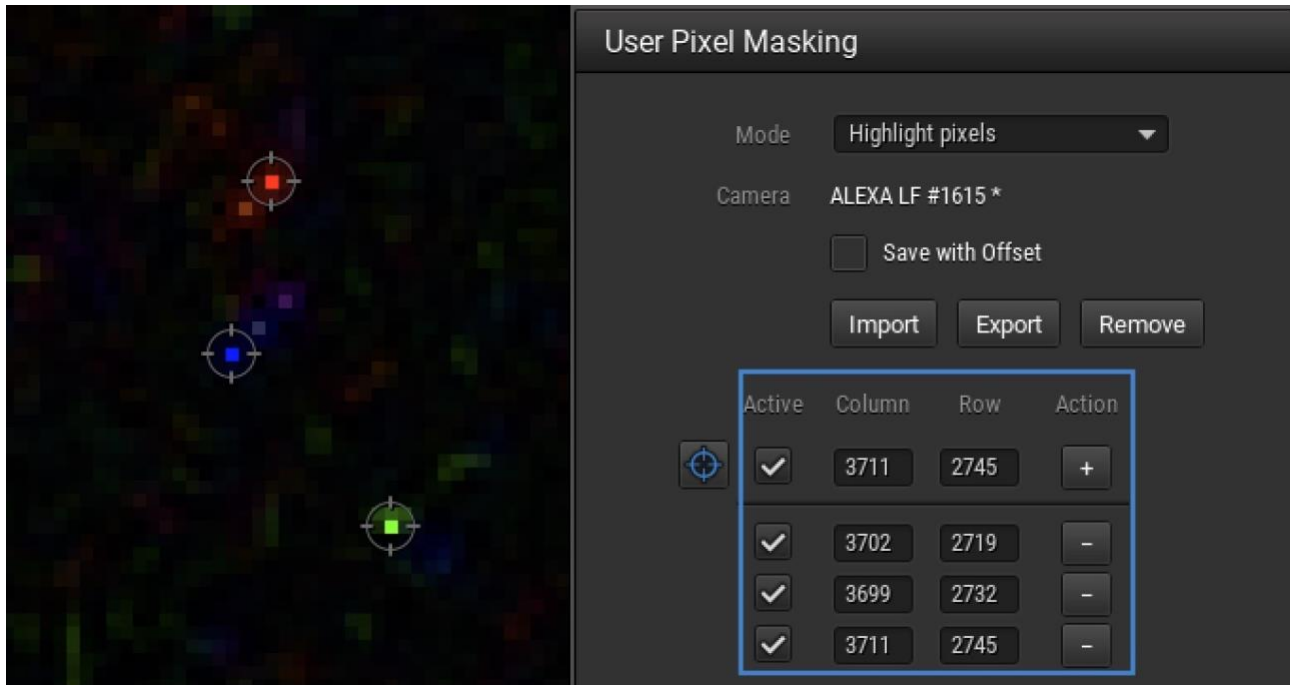 User Pixel Masking
Mode Highlight pixels
Camera ALEXA LF #1615 *
Save with Offset
Import Export Remove
Active Column Row Action
3711 2745 +
3702 2719 -
3699 2732 -
3711 2745 -